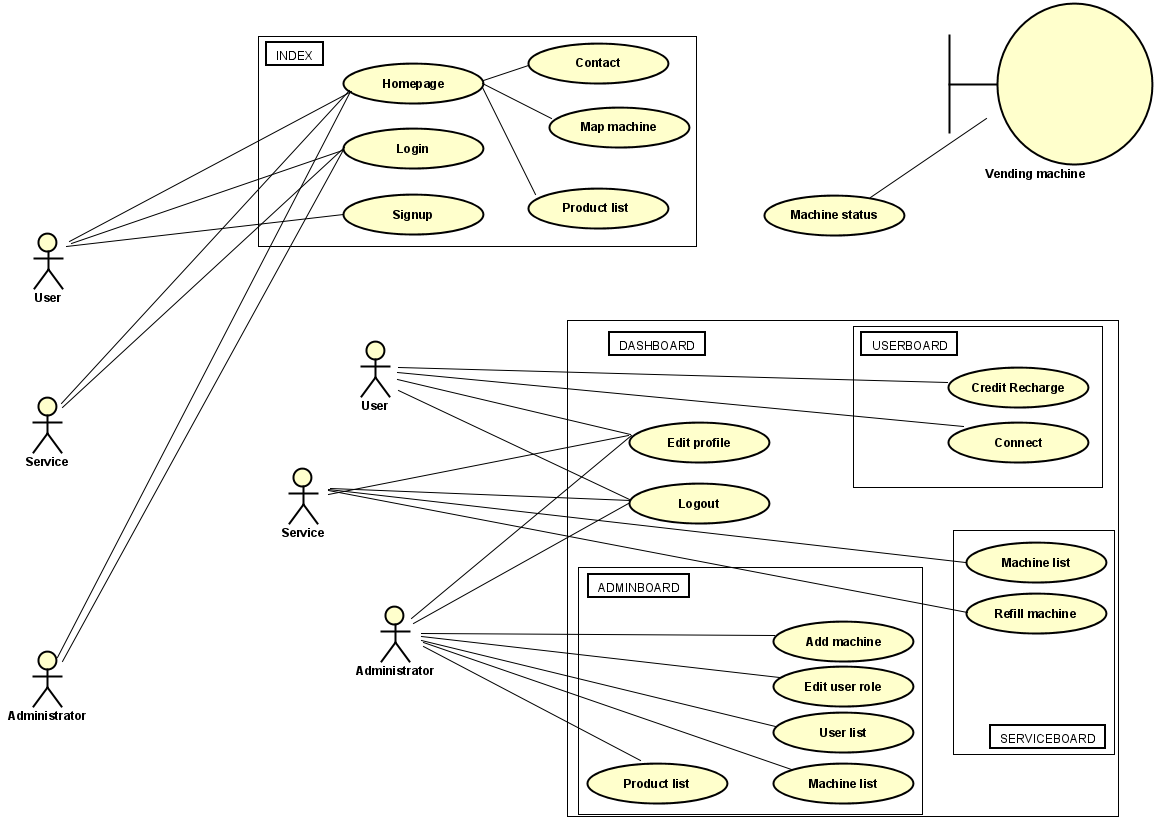 INDEX
Homepage
Contact
Map machine
Login
Product list
Signup
Vending machine
Machine status
User
Service
Administrator
DASHBOARD
USERBOARD
User
Credit Recharge
Edit profile
Connect
Logout
Service
Machine list
Refill machine
SERVICEBOARD
ADMINBOARD
Administrator
Add machine
Edit user role
User list
Product list
Machine list